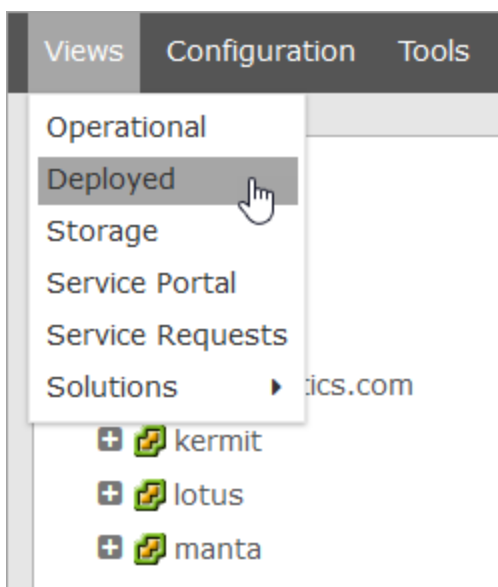 Views Configuration Tools
Operational
Deployed
Storage
Service Portal
Service Requests
Solutions
tics.com
kermit
lotus
manta